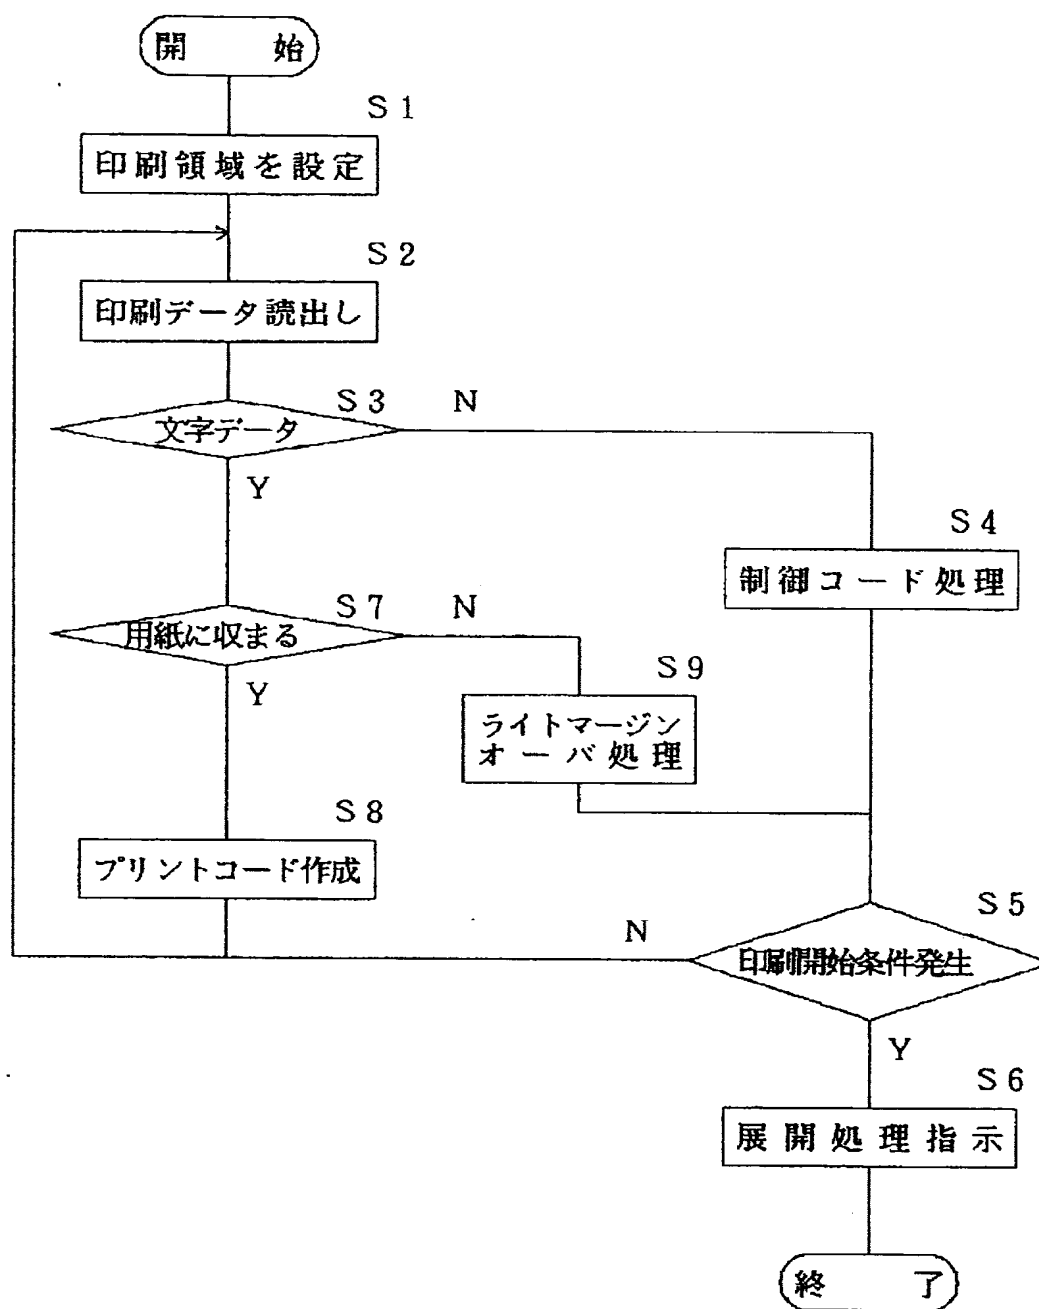 開 始
S1
印刷領域を設定
S2
印刷データ読出し
S3
N
文字データ
Y
S4
制御コード処理
S7
N
用紙に収まる
Y
S9
ライトマージン
オーバ処理
S8
プリントコード作成
S5
N
印刷開始条件発生
Y
S6
展開処理指示
終 了